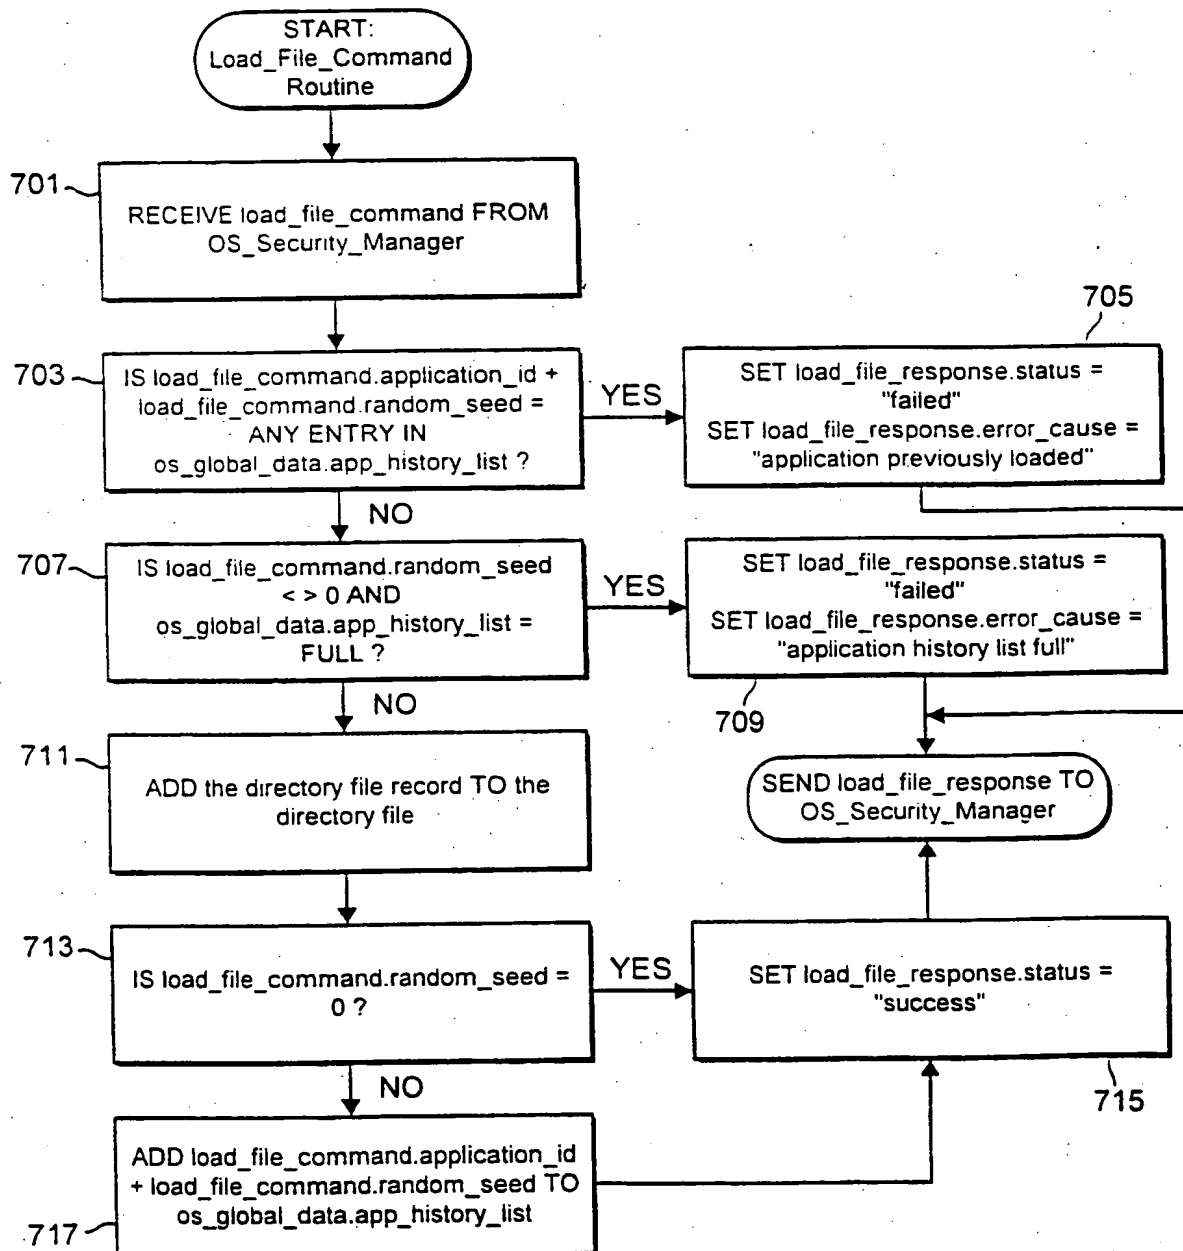 START:
Load_File_Command
Routine
701
RECEIVE load_file_command FROM
OS_Security_Manager
703
IS load_file_command.application_id +
load_file_command.random_seed =
ANY ENTRY IN
os_global_data.app_history_list ?
YES
705
SET load_file_response.status =
"failed"
SET load_file_response.error_cause =
"application previously loaded"
NO
707
IS load_file_command.random_seed
< > 0 AND
os_global_data.app_history_list =
FULL ?
YES
SET load_file_response.status =
"failed"
SET load_file_response.error_cause =
"application history list full"
709
NO
711
ADD the directory file record TO the
directory file
SEND load_file_response TO
OS_Security_Manager
713
IS load_file_command.random_seed =
0 ?
YES
SET load_file_response.status =
"success"
715
NO
717
ADD load_file_command.application_id
+ load_file_command.random_seed TO
os_global_data.app_history_list